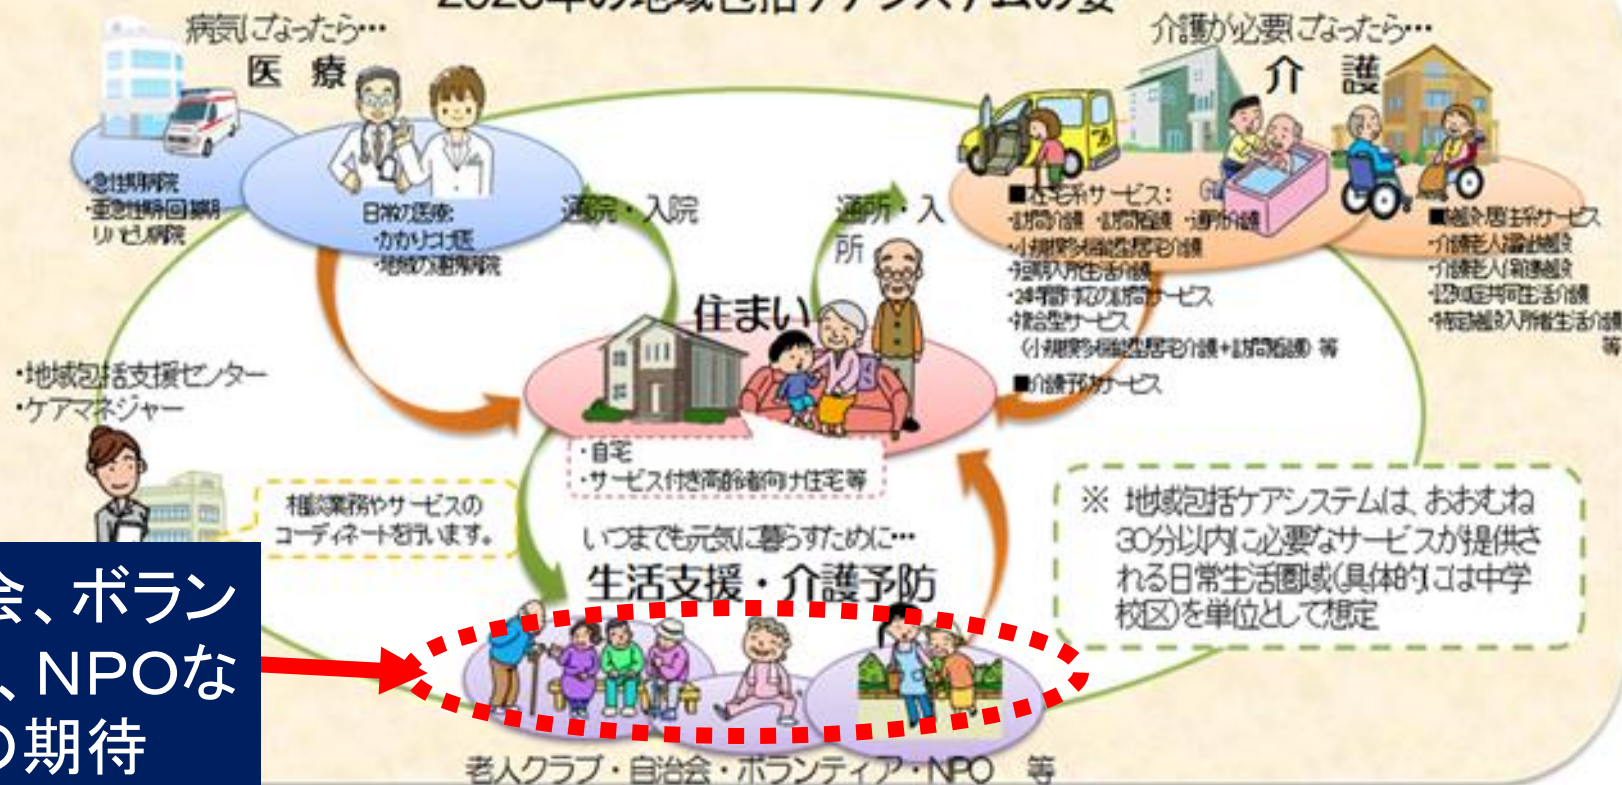 病気になったら…
医 療
・急性期病院
・亜急性期・回復期
リハビリ病院
日常の医療:
・かかりつけ医
・地域の連携病院
通院・入院
通所・入
所
介護が必要になったら…
介 護
■在宅系サービス:
・訪問介護 ・訪問看護 ・通所介護
・小規模多機能型居宅介護
・短期入所生活介護
・24時間対応の訪問サービス
・複合型サービス
(小規模多機能型居宅介護+訪問看護) 等
■介護予防サービス
■施設・居住系サービス
・介護老人福祉施設
・介護老人保健施設
・認知症共同生活介護
・特定施設入所者生活介護
等
住まい
・自宅
・サービス付き高齢者向け住宅等
・地域包括支援センター
・ケアマネジャー
相談業務やサービスの
コーディネートを行います。
いつまでも元気に暮らすために…
生活支援・介護予防
※ 地域包括ケアシステムは、おおむね
30分以内に必要なサービスが提供さ
れる日常生活圏域(具体的には中学
校区)を単位として想定
会、ボラン
、NPOな
の期待
老人クラブ・自治会・ボランティア・NPO 等